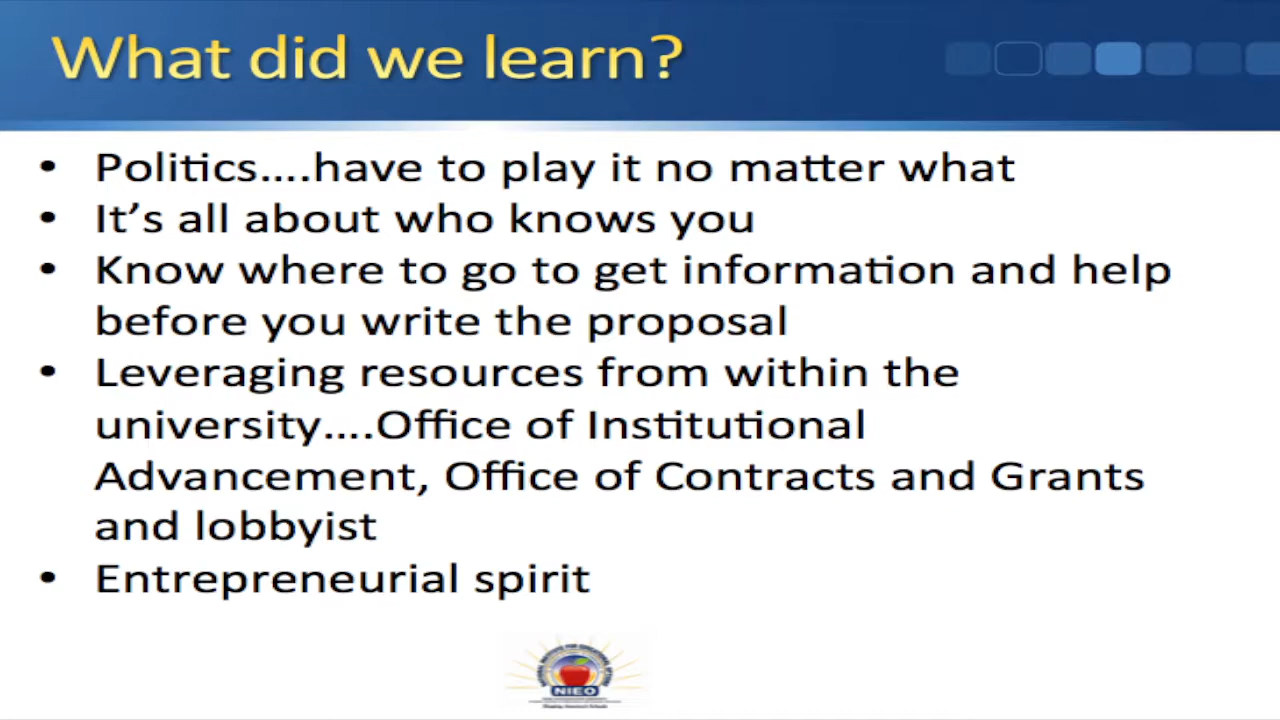 What did we learn?
• Politics....have to play it no matter what
• It’s all about who knows you
• Know where to go to get information and help
before you write the proposal
• Leveraging resources from within the
university....Office of Institutional
Advancement, Office of Contracts and Grants
and lobbyist
• Entrepreneurial spirit
NIEO